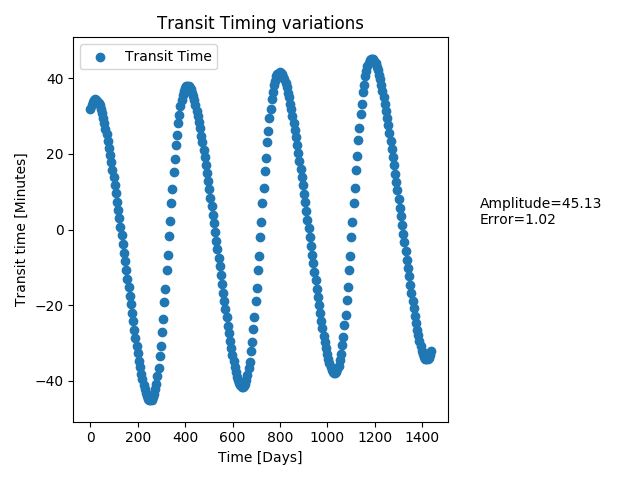 Transit Timing variations
Transit Time
40
20
0
−20
−40
Transit time [Minutes]
0 200 400 600 800 1000 1200 1400
Time [Days]
Amplitude=45.13
Error=1.02